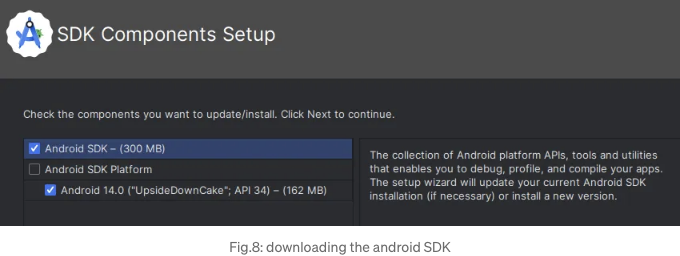 SDK Components Setup
Check the components you want to update/install. Click Next to continue.
Android SDK – (300 MB)
Android SDK Platform
Android 14.0 ("UpsideDownCake"; API 34) – (162 MB)
The collection of Android platform APIs, tools and utilities
that enables you to debug, profile, and compile your apps.
The setup wizard will update your current Android SDK
installation (if necessary) or install a new version.
Fig.8: downloading the android SDK